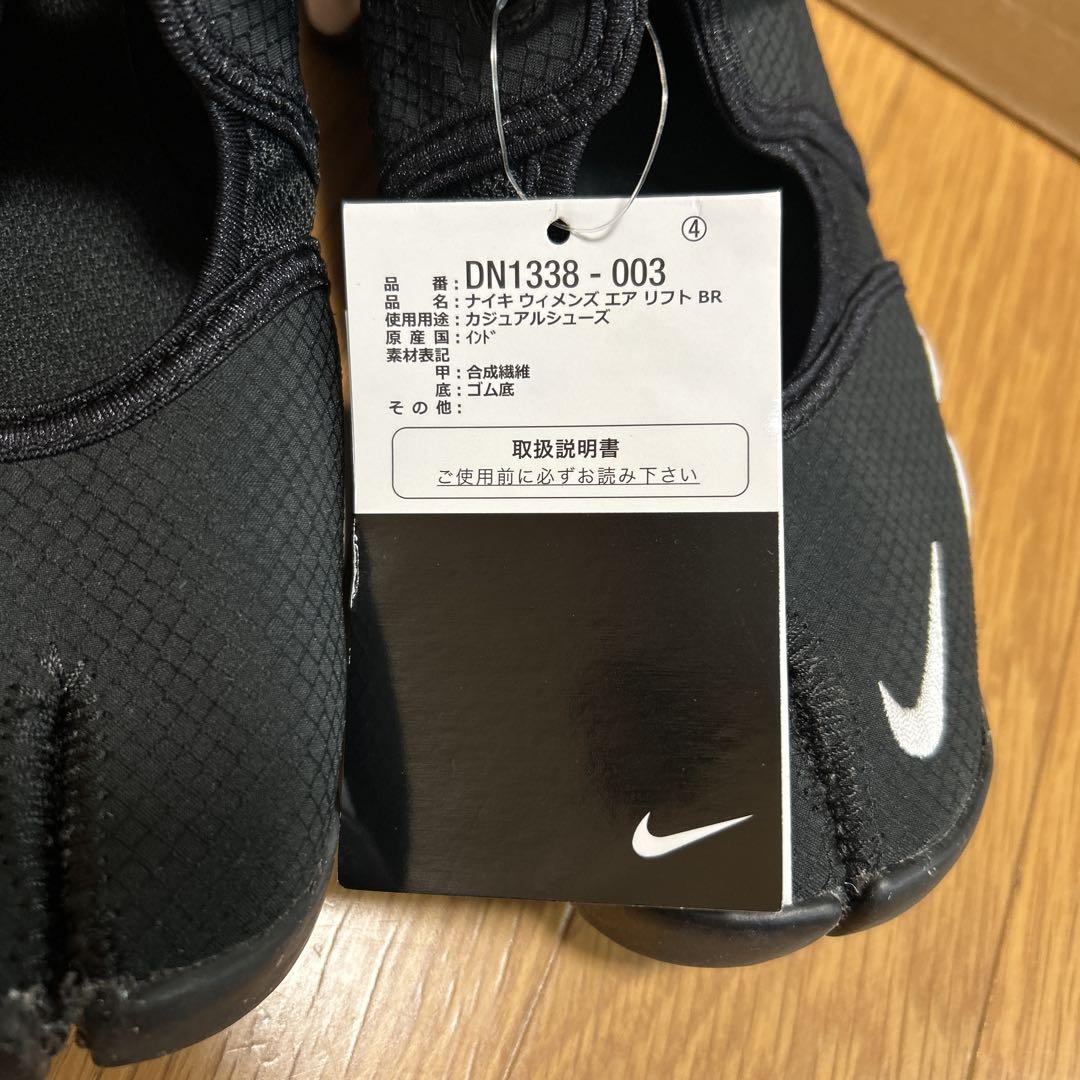 ④
品番：DN1338 - 003
品名：ナイキ ウィメンズ エア リフト BR
使用用途：カジュアルシューズ
原産国：ｲﾝﾄﾞ
素材表記
甲：合成繊維
底：ゴム底
その他：
取扱説明書
ご使用前に必ずお読み下さい